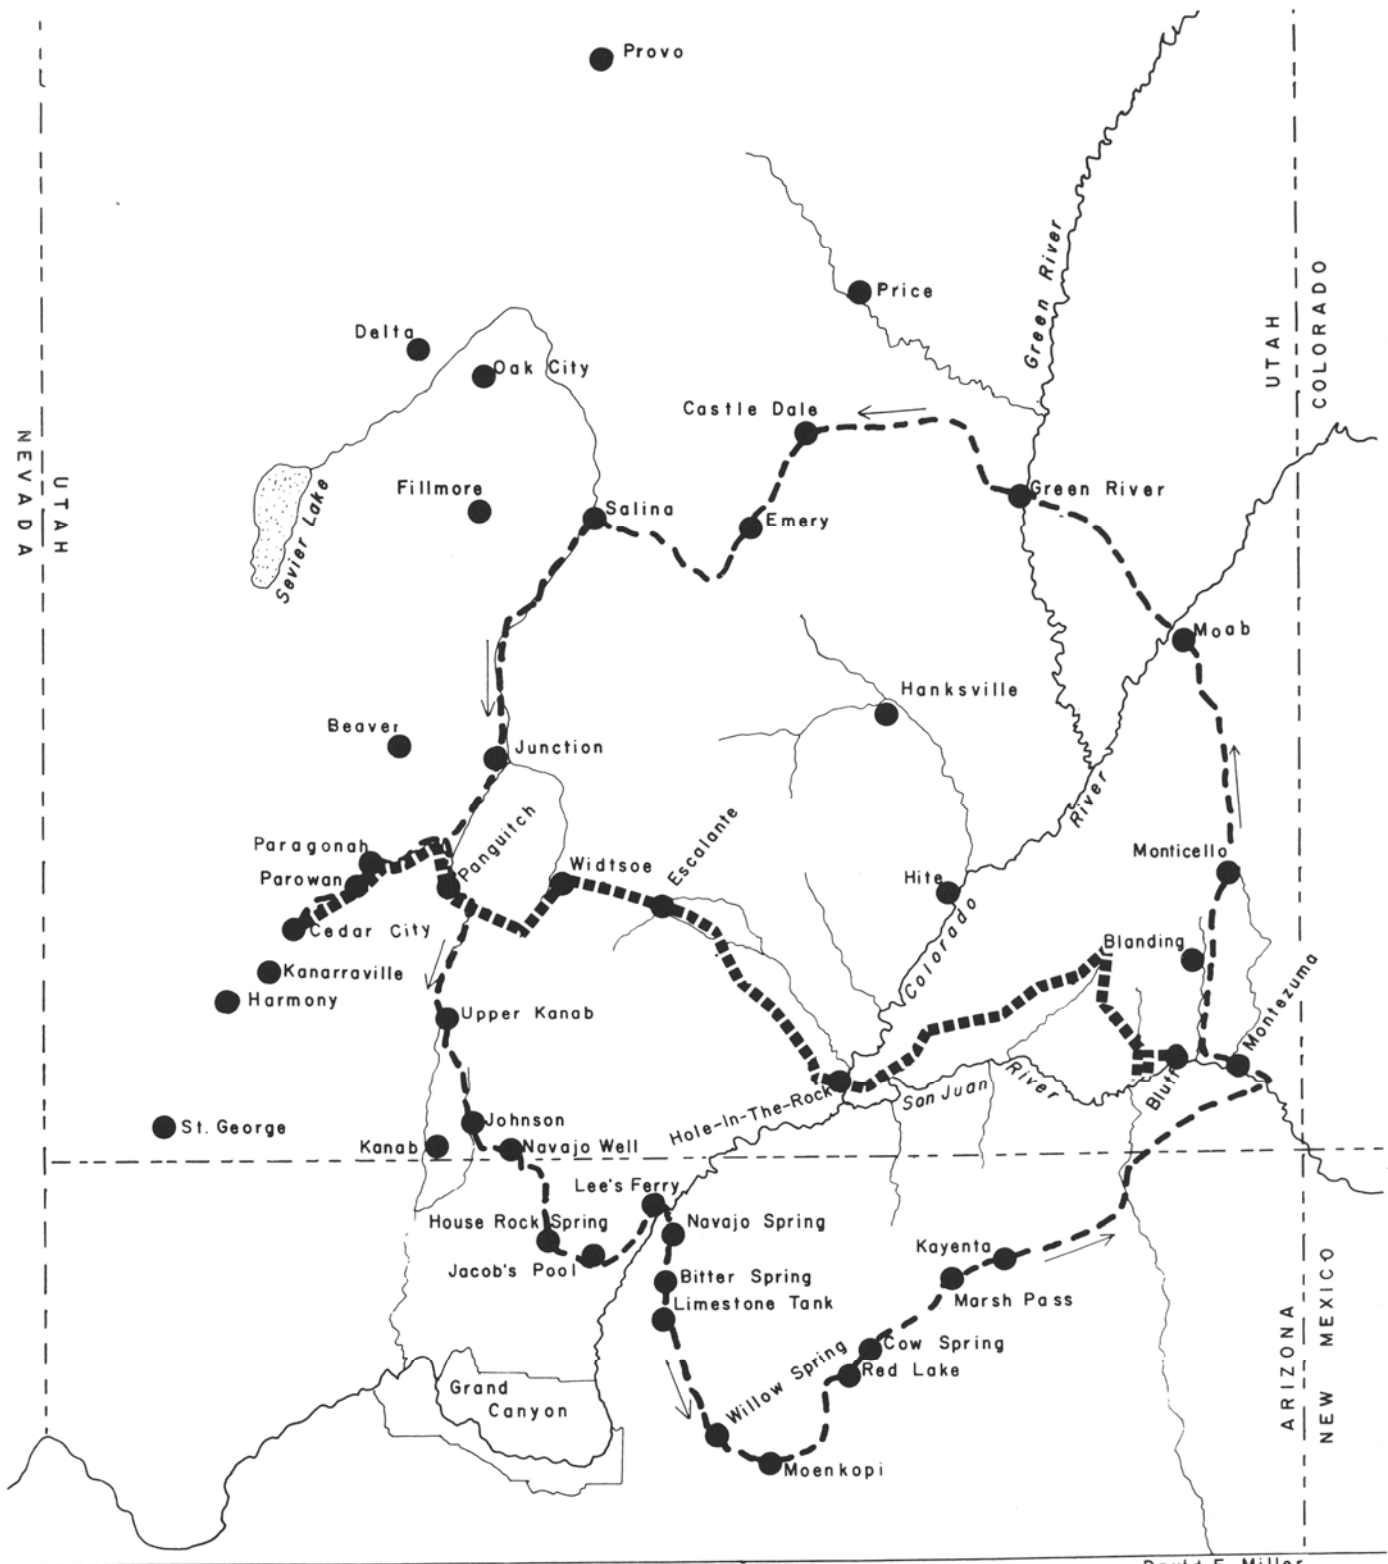 Provo
Green River
Price
UTAH
COLORADO
Delta
Oak City
Castle Dale
NEVADA
UTAH
Fillmore
Sevier Lake
Salina
Emery
Green River
Moab
Hanksville
Beaver
Junction
River
Paragonah
Panguitch
Widtsoe
Escalante
Monticello
Parowan
Hite
Colorado
Cedar City
Blanding
Kanarraville
Harmony
Montezuma
Upper Kanab
San Juan
River
Bluff
Hole-In-The-Rock
St. George
Johnson
Kanab
Navajo Well
Lee's Ferry
House Rock Spring
Navajo Spring
Jacob's Pool
Kayenta
Bitter Spring
Marsh Pass
Limestone Tank
ARIZONA
NEW MEXICO
Cow Spring
Willow Spring
Red Lake
Grand
Canyon
Moenkopi
David E. Miller